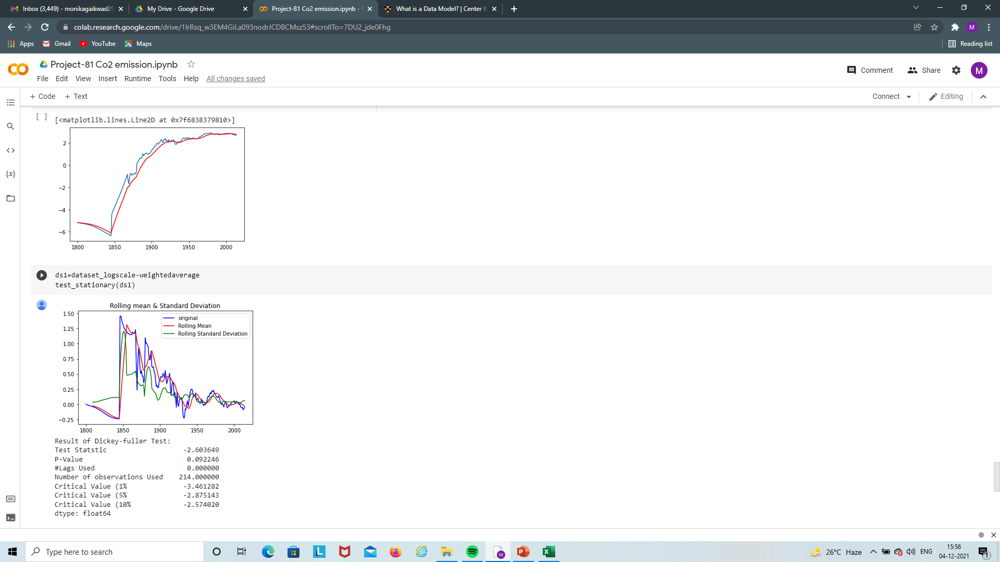 Inbox (3,449) - monikagaikwad29
My Drive - Google Drive
Project-81 Co2 emission.ipynb -
What is a Data Model? | Center f
colab.research.google.com/drive/1IrRsq_w3EM4GiLa093nodrJCDBCMsz53#scrollTo=7DU2_jde0Fhg
M
Apps
Gmail
YouTube
Maps
Reading list
Project-81 Co2 emission.ipynb
File Edit View Insert Runtime Tools Help All changes saved
Comment
Share
M
+ Code + Text
Connect
Editing
[ ]
[<matplotlib.lines.Line2D at 0x7f6838379810>]
2
0
−2
−4
−6
1800 1850 1900 1950 2000
ds1=dataset_logscale-weightedaverage
test_stationary(ds1)
Rolling mean & Standard Deviation
original
Rolling Mean
Rolling Standard Deviation
1.50
1.25
1.00
0.75
0.50
0.25
0.00
−0.25
1800 1850 1900 1950 2000
Result of Dickey-fuller Test:
Test Statstic -2.603649
P-Value 0.092246
#Lags Used 0.000000
Number of observations Used 214.000000
Critical Value (1% -3.461282
Critical Value (5% -2.875143
Critical Value (10% -2.574020
dtype: float64
Type here to search
26°C Haze
ENG
15:56
04-12-2021
1